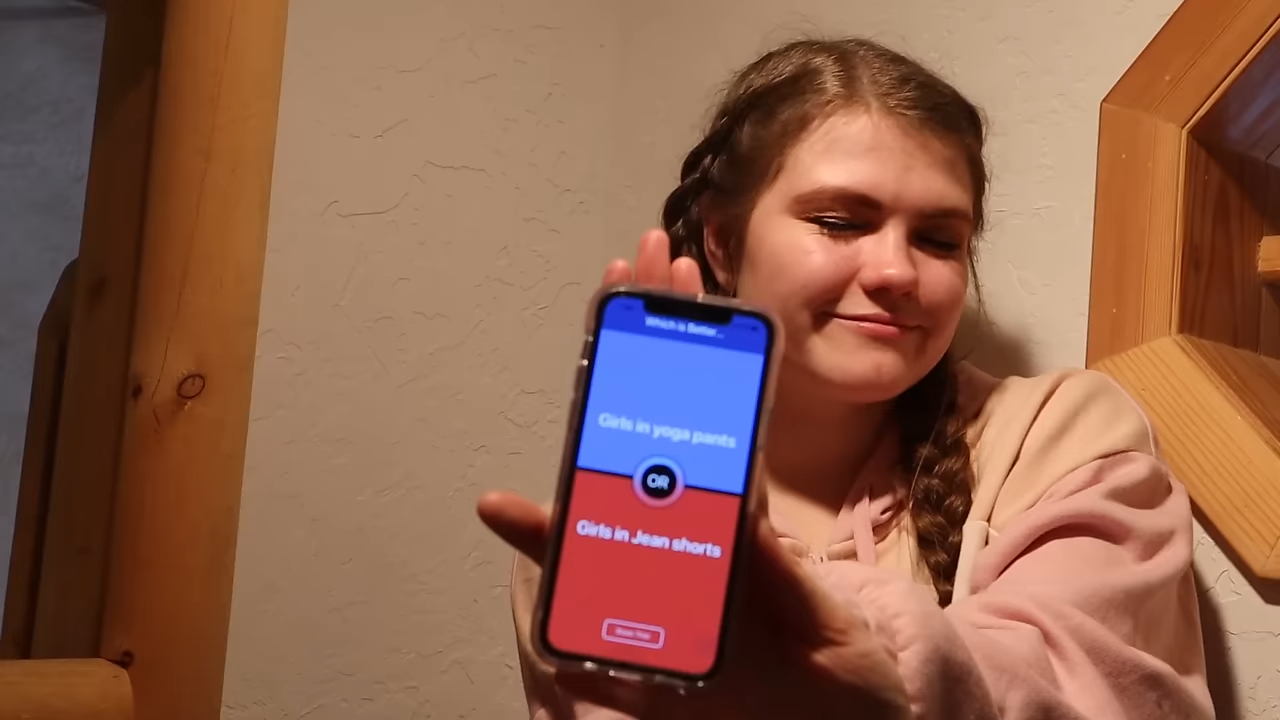 Which is Better...
Girls in yoga pants
OR
Girls in Jean shorts